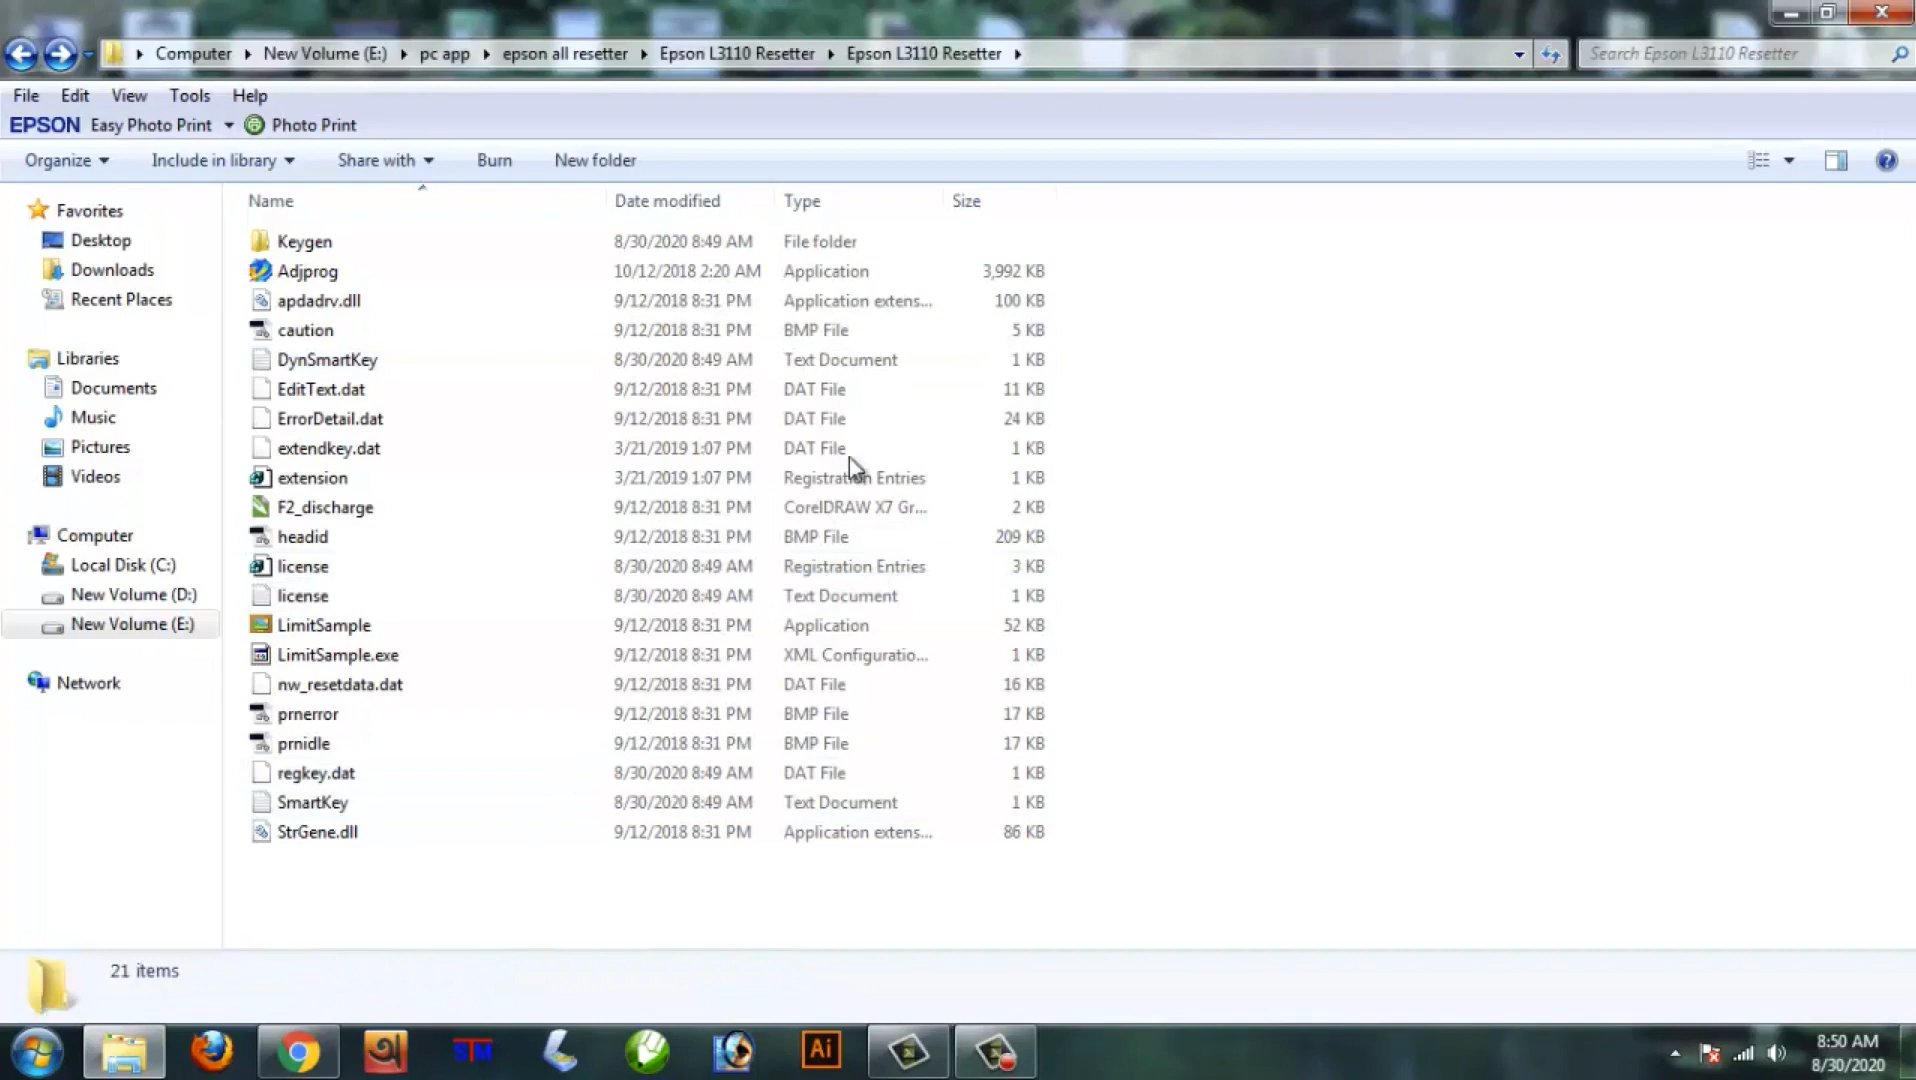 Computer New Volume (E:) pc app epson all resetter Epson L3110 Resetter Epson L3110 Resetter Search Epson L3110 Resetter
File Edit View Tools Help
EPSON Easy Photo Print Photo Print
Organize Include in library Share with Burn New folder
Favorites
Desktop
Downloads
Recent Places
Libraries
Documents
Music
Pictures
Videos
Computer
Local Disk (C:)
New Volume (D:)
New Volume (E:)
Network
Name Date modified Type Size
Keygen 8/30/2020 8:49 AM File folder
Adjprog 10/12/2018 2:20 AM Application 3,992 KB
apdadrv.dll 9/12/2018 8:31 PM Application extens... 100 KB
caution 9/12/2018 8:31 PM BMP File 5 KB
DynSmartKey 8/30/2020 8:49 AM Text Document 1 KB
EditText.dat 9/12/2018 8:31 PM DAT File 11 KB
ErrorDetail.dat 9/12/2018 8:31 PM DAT File 24 KB
extendkey.dat 3/21/2019 1:07 PM DAT File 1 KB
extension 3/21/2019 1:07 PM Registration Entries 1 KB
F2_discharge 9/12/2018 8:31 PM CorelDRAW X7 Gr... 2 KB
headid 9/12/2018 8:31 PM BMP File 209 KB
license 8/30/2020 8:49 AM Registration Entries 3 KB
license 8/30/2020 8:49 AM Text Document 1 KB
LimitSample 9/12/2018 8:31 PM Application 52 KB
LimitSample.exe 9/12/2018 8:31 PM XML Configuratio... 1 KB
nw_resetdata.dat 9/12/2018 8:31 PM DAT File 16 KB
prnerror 9/12/2018 8:31 PM BMP File 17 KB
prnidle 9/12/2018 8:31 PM BMP File 17 KB
regkey.dat 8/30/2020 8:49 AM DAT File 1 KB
SmartKey 8/30/2020 8:49 AM Text Document 1 KB
StrGene.dll 9/12/2018 8:31 PM Application extens... 86 KB
21 items
অ STM Ai
8:50 AM
8/30/2020